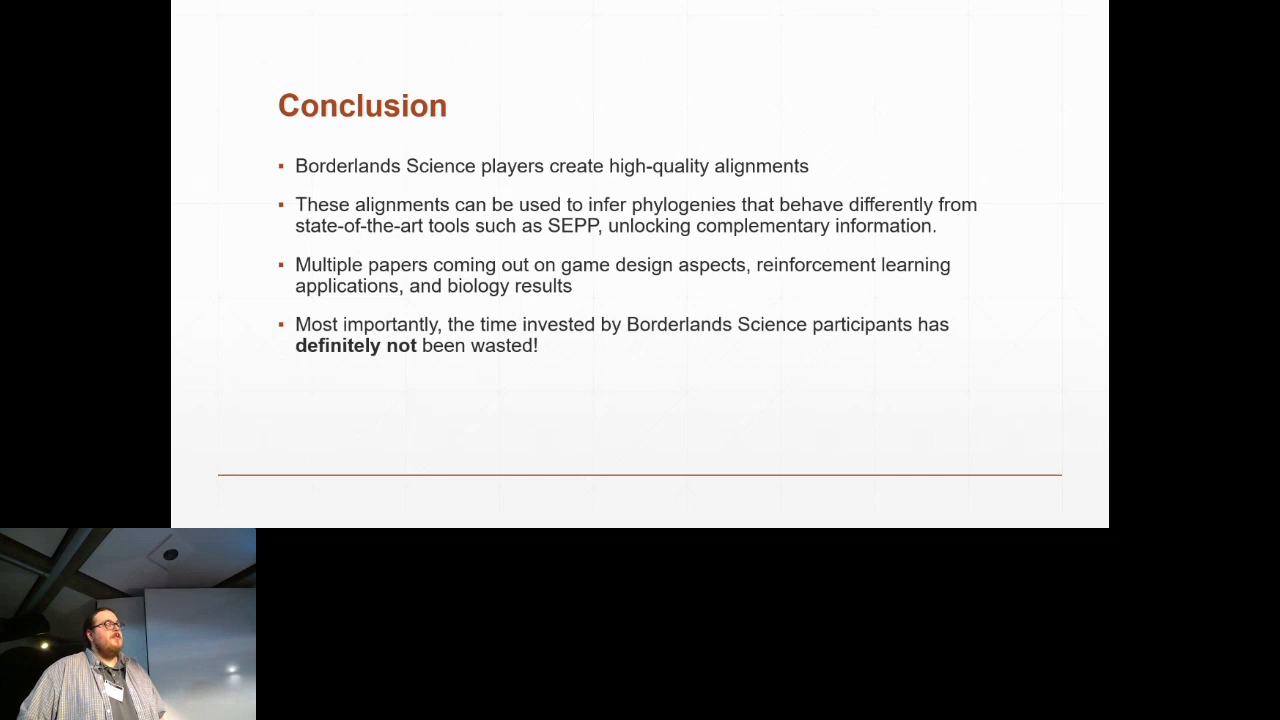 Conclusion
▪ Borderlands Science players create high-quality alignments
▪ These alignments can be used to infer phylogenies that behave differently from
state-of-the-art tools such as SEPP, unlocking complementary information.
▪ Multiple papers coming out on game design aspects, reinforcement learning
applications, and biology results
▪ Most importantly, the time invested by Borderlands Science participants has
definitely not been wasted!